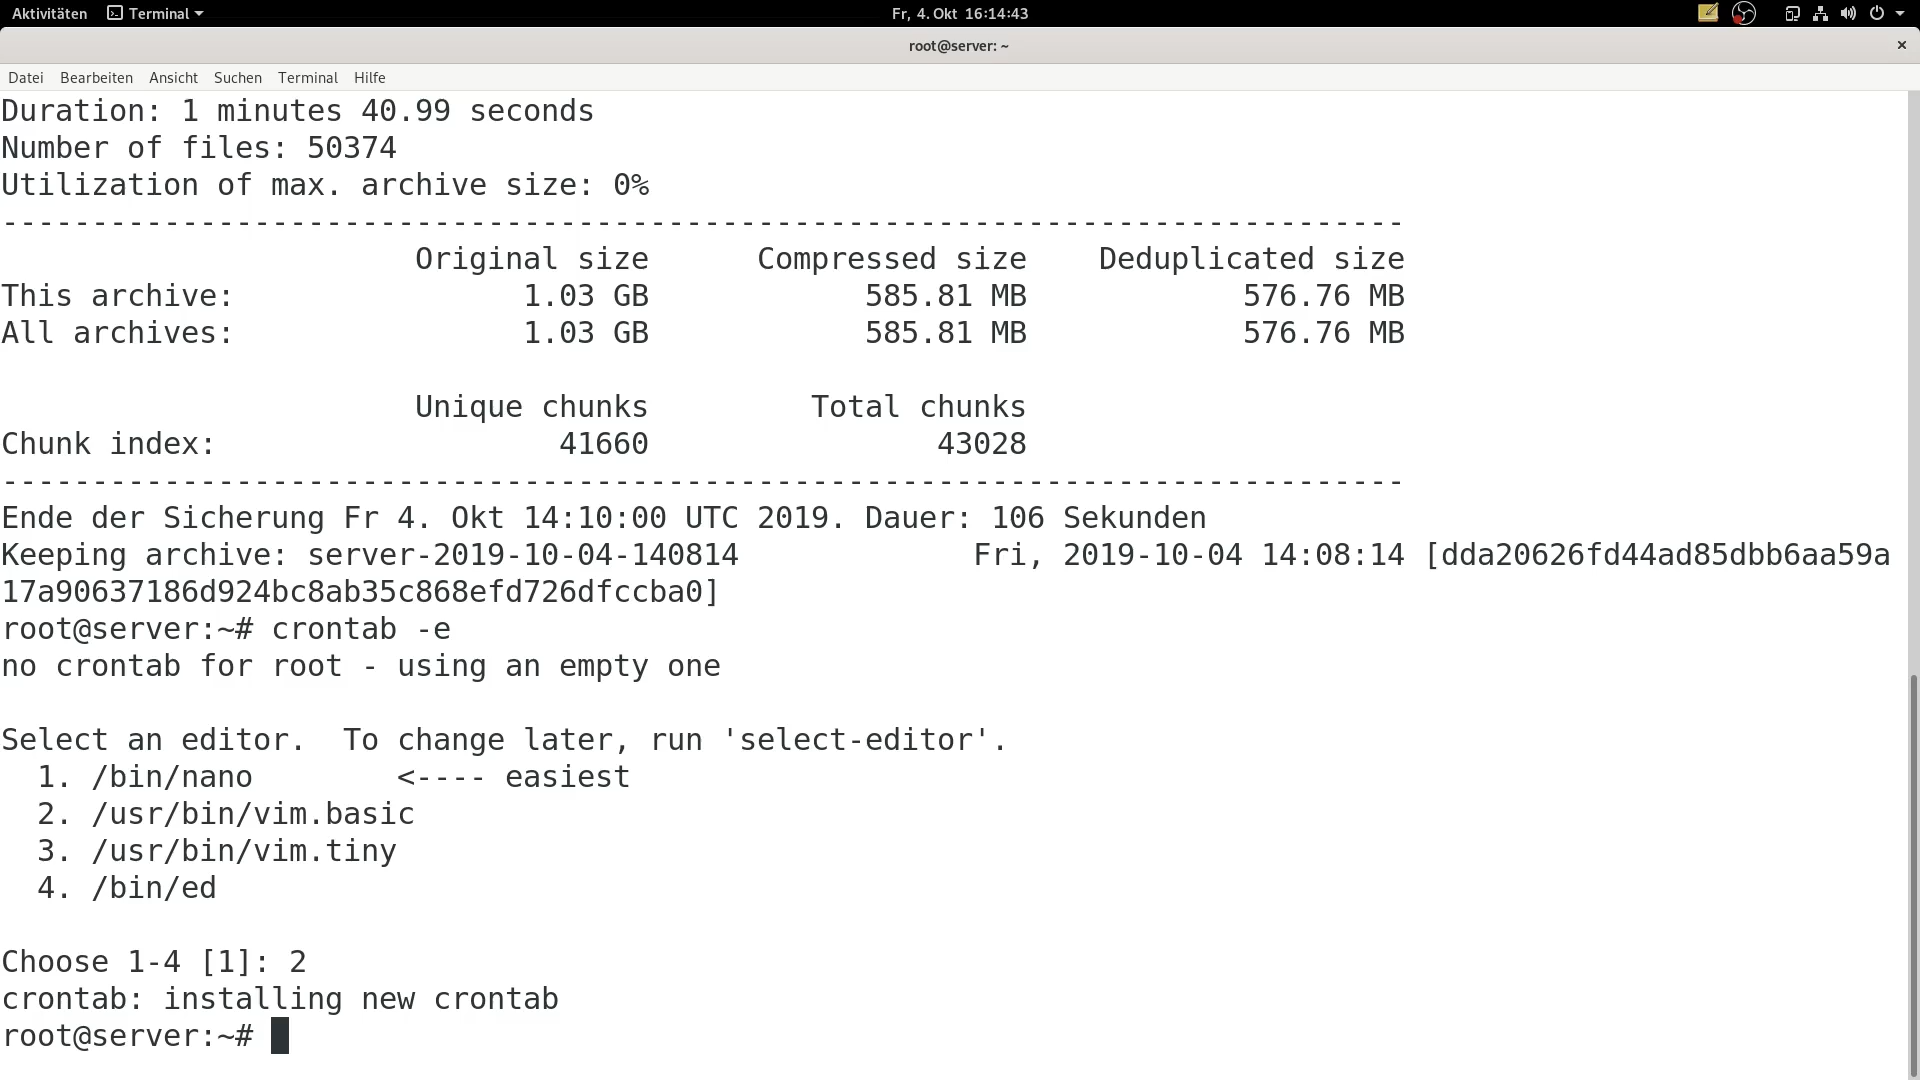 Aktivitäten Terminal Fr, 4. Okt 16:14:43
root@server: ~ ×
Datei Bearbeiten Ansicht Suchen Terminal Hilfe
Duration: 1 minutes 40.99 seconds
Number of files: 50374
Utilization of max. archive size: 0%
------------------------------------------------------------------------------
Original size Compressed size Deduplicated size
This archive: 1.03 GB 585.81 MB 576.76 MB
All archives: 1.03 GB 585.81 MB 576.76 MB
Unique chunks Total chunks
Chunk index: 41660 43028
------------------------------------------------------------------------------
Ende der Sicherung Fr 4. Okt 14:10:00 UTC 2019. Dauer: 106 Sekunden
Keeping archive: server-2019-10-04-140814 Fri, 2019-10-04 14:08:14 [dda20626fd44ad85dbb6aa59a
17a90637186d924bc8ab35c868efd726dfccba0]
root@server:~# crontab -e
no crontab for root - using an empty one
Select an editor.  To change later, run 'select-editor'.
1. /bin/nano <---- easiest
2. /usr/bin/vim.basic
3. /usr/bin/vim.tiny
4. /bin/ed
Choose 1-4 [1]: 2
crontab: installing new crontab
root@server:~#